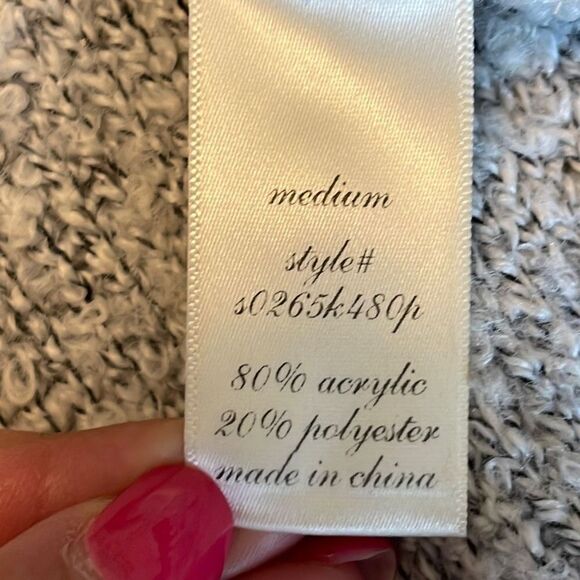 medium
style#
s0265k480p
80% acrylic
20% polyester
made in china